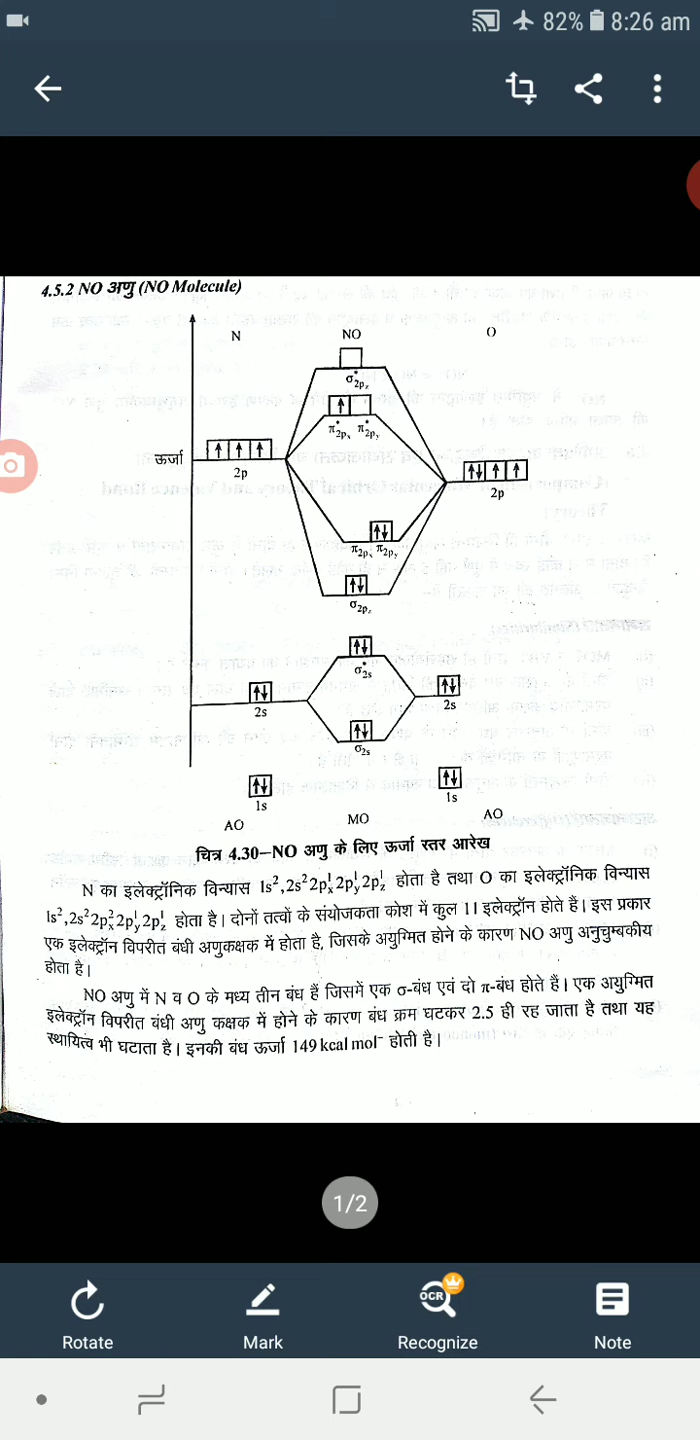 82% 8:26 am
4.5.2 NO अणु (NO Molecule)
N NO O
σ*2pz
π*2px π*2py
ऊर्जा
2p
2p
π2px π2py
σ2pz
σ*2s
2s 2s
σ2s
1s 1s
AO MO AO
चित्र 4.30–NO अणु के लिए ऊर्जा स्तर आरेख
N का इलेक्ट्रॉनिक विन्यास 1s²,2s²2p¹x2p¹y2p¹z होता है तथा O का इलेक्ट्रॉनिक विन्यास
1s²,2s²2p²x2p¹y2p¹z होता है। दोनों तत्वों के संयोजकता कोश में कुल 11 इलेक्ट्रॉन होते हैं। इस प्रकार
एक इलेक्ट्रॉन विपरीत बंधी अणुकक्षक में होता है, जिसके अयुग्मित होने के कारण NO अणु अनुचुम्बकीय
होता है।
NO अणु में N व O के मध्य तीन बंध हैं जिसमें एक σ-बंध एवं दो π-बंध होते हैं। एक अयुग्मित
इलेक्ट्रॉन विपरीत बंधी अणु कक्षक में होने के कारण बंध क्रम घटकर 2.5 ही रह जाता है तथा यह
स्थायित्व भी घटाता है। इनकी बंध ऊर्जा 149 kcal mol⁻ होती है।
1/2
OCR
Rotate Mark Recognize Note